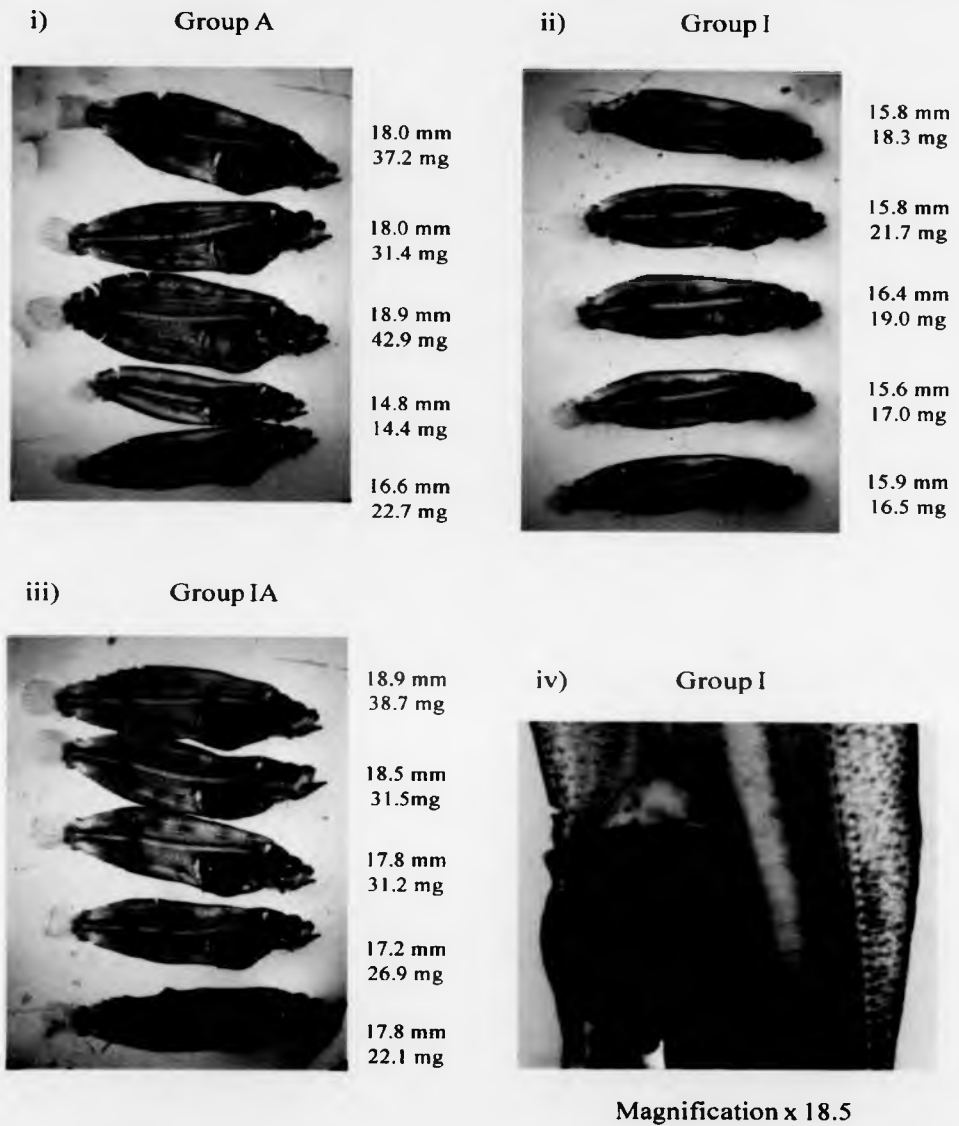 i) Group A
18.0 mm
37.2 mg
18.0 mm
31.4 mg
18.9 mm
42.9 mg
14.8 mm
14.4 mg
16.6 mm
22.7 mg
ii) Group I
15.8 mm
18.3 mg
15.8 mm
21.7 mg
16.4 mm
19.0 mg
15.6 mm
17.0 mg
15.9 mm
16.5 mg
iii) Group IA
18.9 mm
38.7 mg
18.5 mm
31.5mg
17.8 mm
31.2 mg
17.2 mm
26.9 mg
17.8 mm
22.1 mg
iv) Group I
Magnification x 18.5